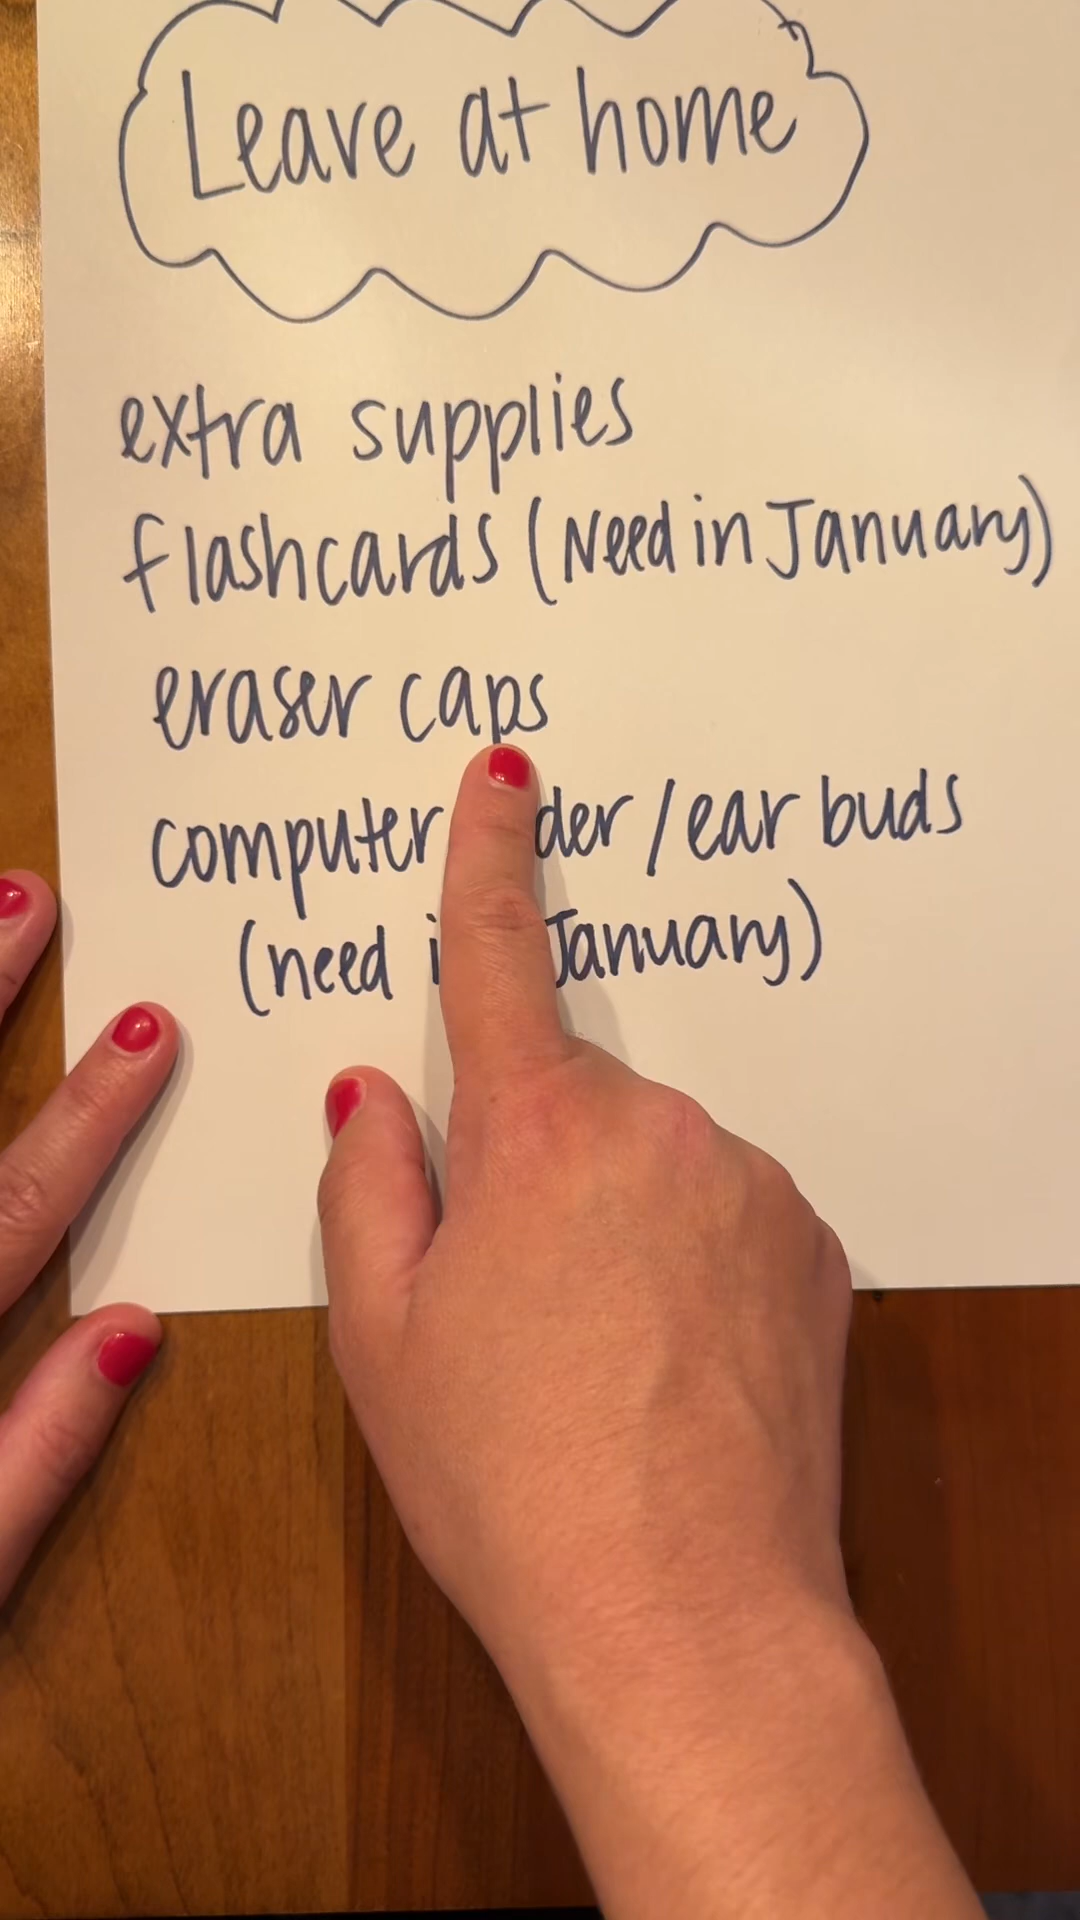 Leave at home
extra supplies
flashcards (Need in January)
eraser caps
computer der / ear buds
(need i January)